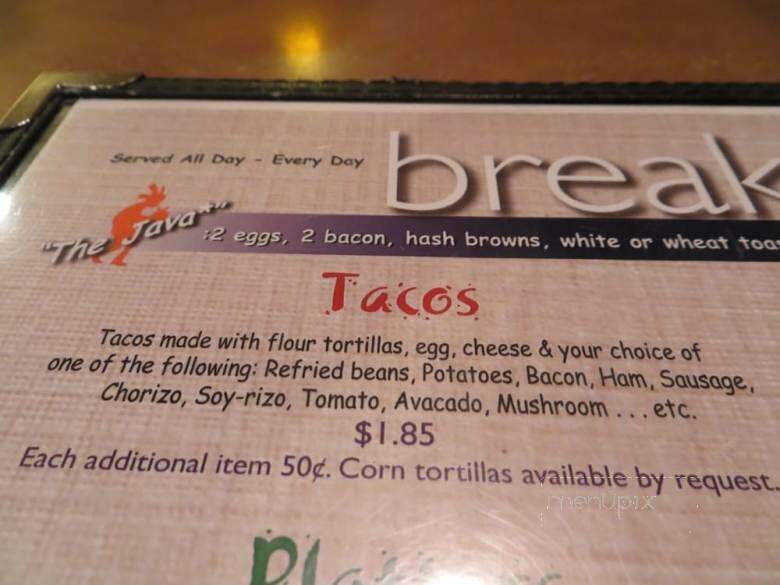 Served All Day - Every Day
break
"The Java*"
:2 eggs, 2 bacon, hash browns, white or wheat toas
Tacos
Tacos made with flour tortillas, egg, cheese & your choice of
one of the following: Refried beans, Potatoes, Bacon, Ham, Sausage,
Chorizo, Soy-rizo, Tomato, Avacado, Mushroom . . . etc.
$1.85
Each additional item 50¢. Corn tortillas available by request.
menupix